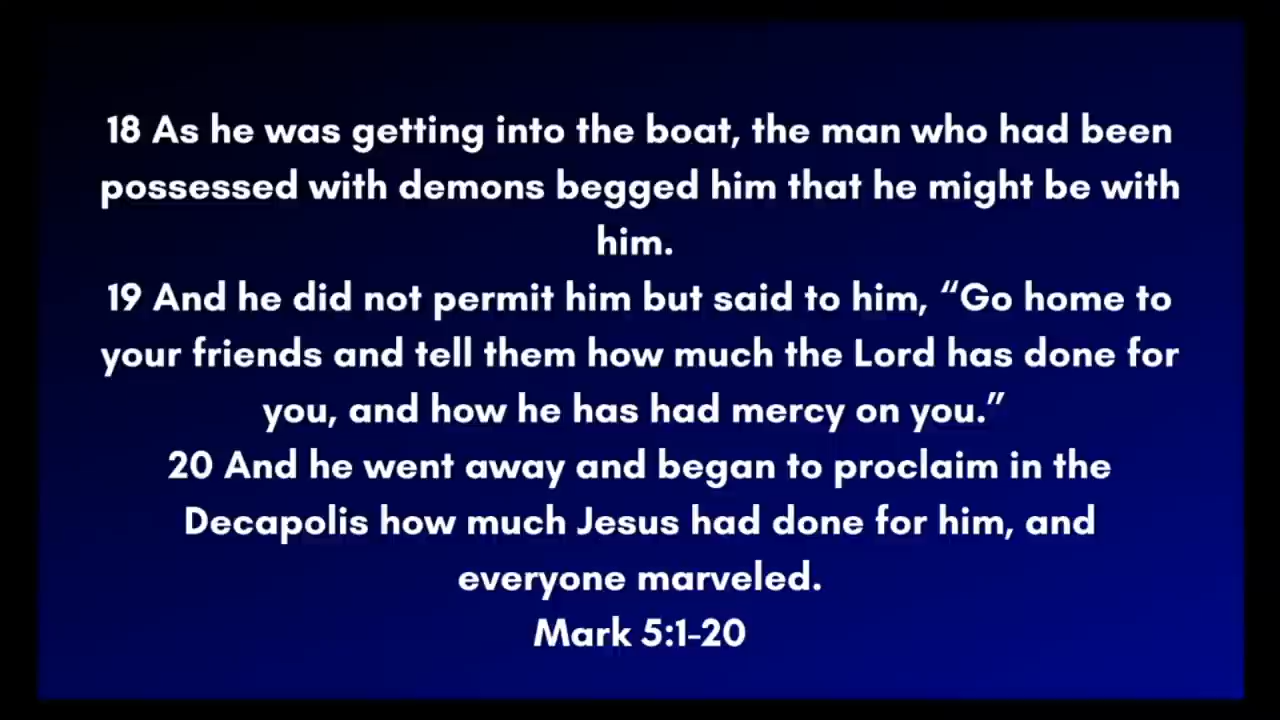 18 As he was getting into the boat, the man who had been
possessed with demons begged him that he might be with
him.
19 And he did not permit him but said to him, “Go home to
your friends and tell them how much the Lord has done for
you, and how he has had mercy on you.”
20 And he went away and began to proclaim in the
Decapolis how much Jesus had done for him, and
everyone marveled.
Mark 5:1-20